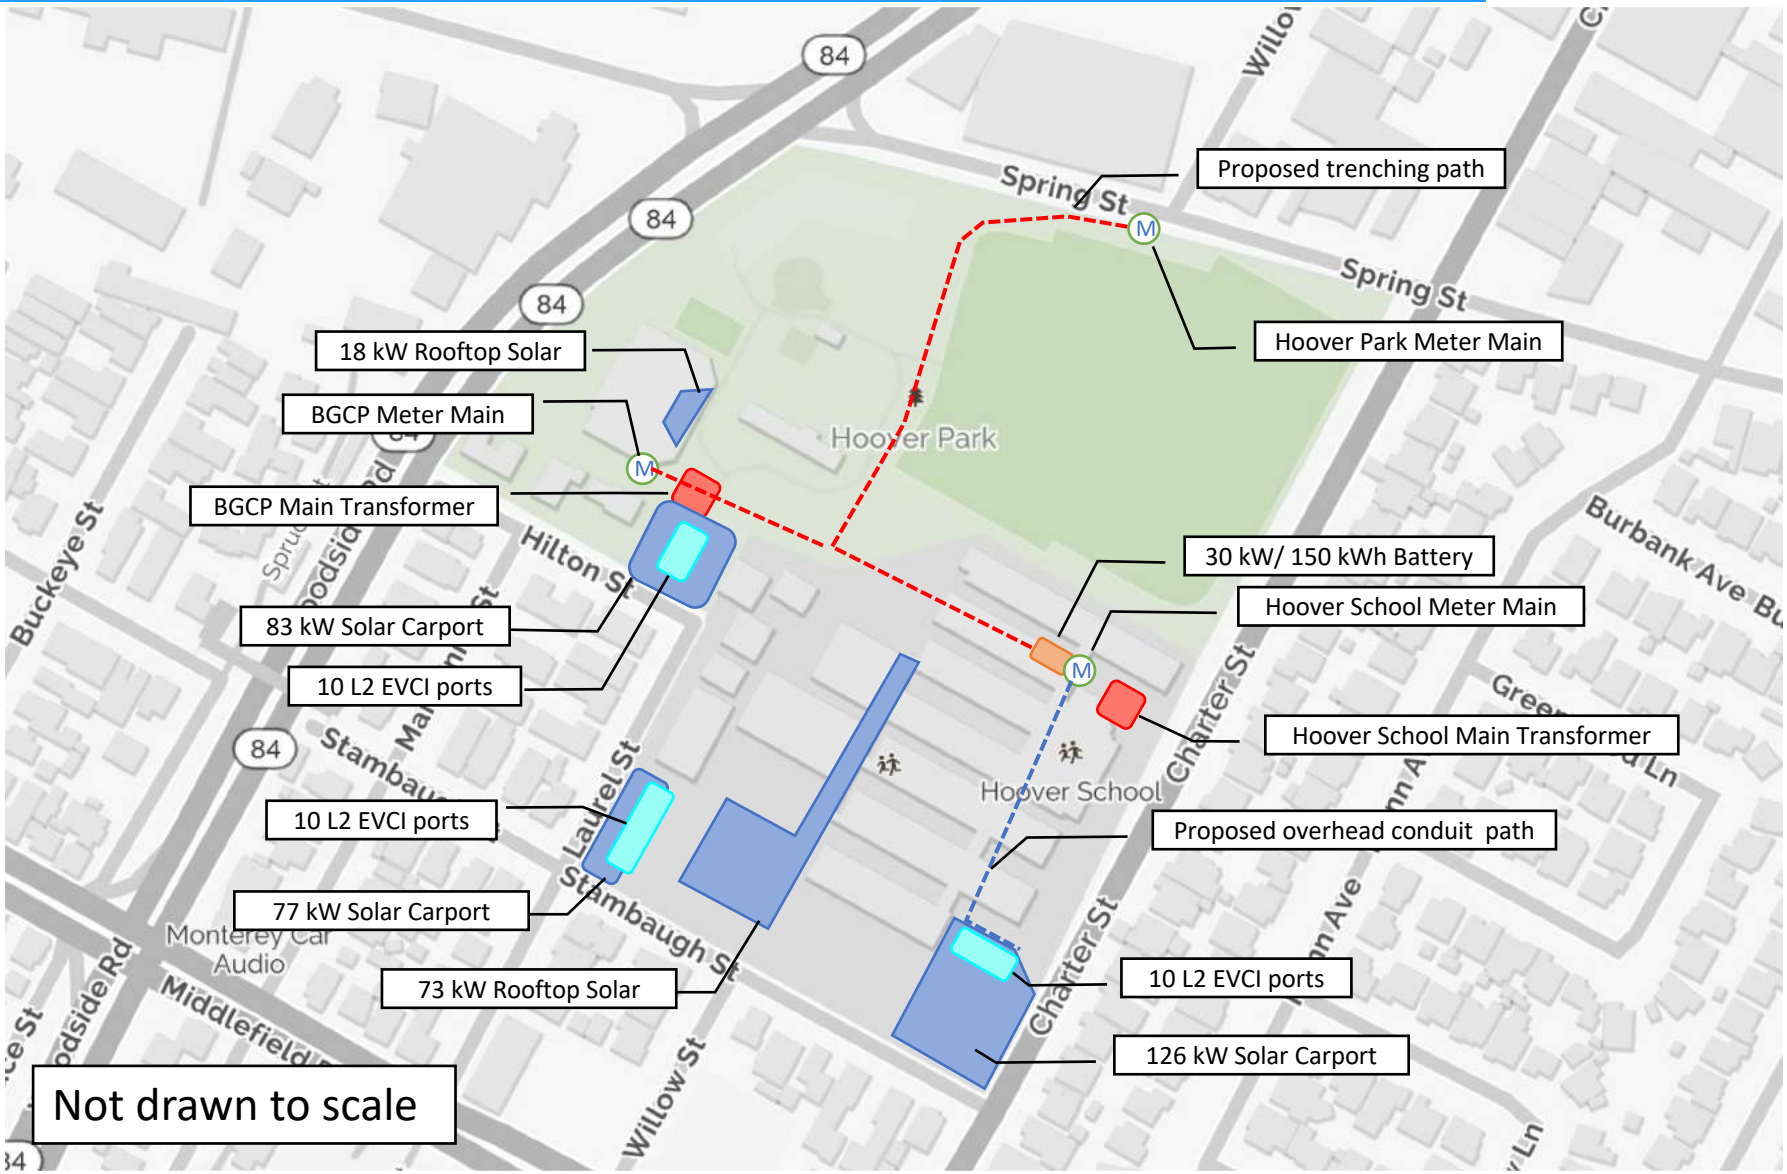 84
Willow
Spring St
Proposed trenching path
84
M
Spring St
84
18 kW Rooftop Solar
Hoover Park Meter Main
BGCP Meter Main
84
Hoover Park
M
BGCP Main Transformer
Buckeye St
Hilton St
Burbank Ave
30 kW/ 150 kWh Battery
Hoover School Meter Main
83 kW Solar Carport
M
10 L2 EVCI ports
Charter St
Hoover School Main Transformer
84
Laurel St
Hoover School
10 L2 EVCI ports
Proposed overhead conduit path
77 kW Solar Carport
Stambaugh St
Monterey Car
Audio
73 kW Rooftop Solar
10 L2 EVCI ports
Charter St
Middlefield
126 kW Solar Carport
Willow St
Not drawn to scale
84